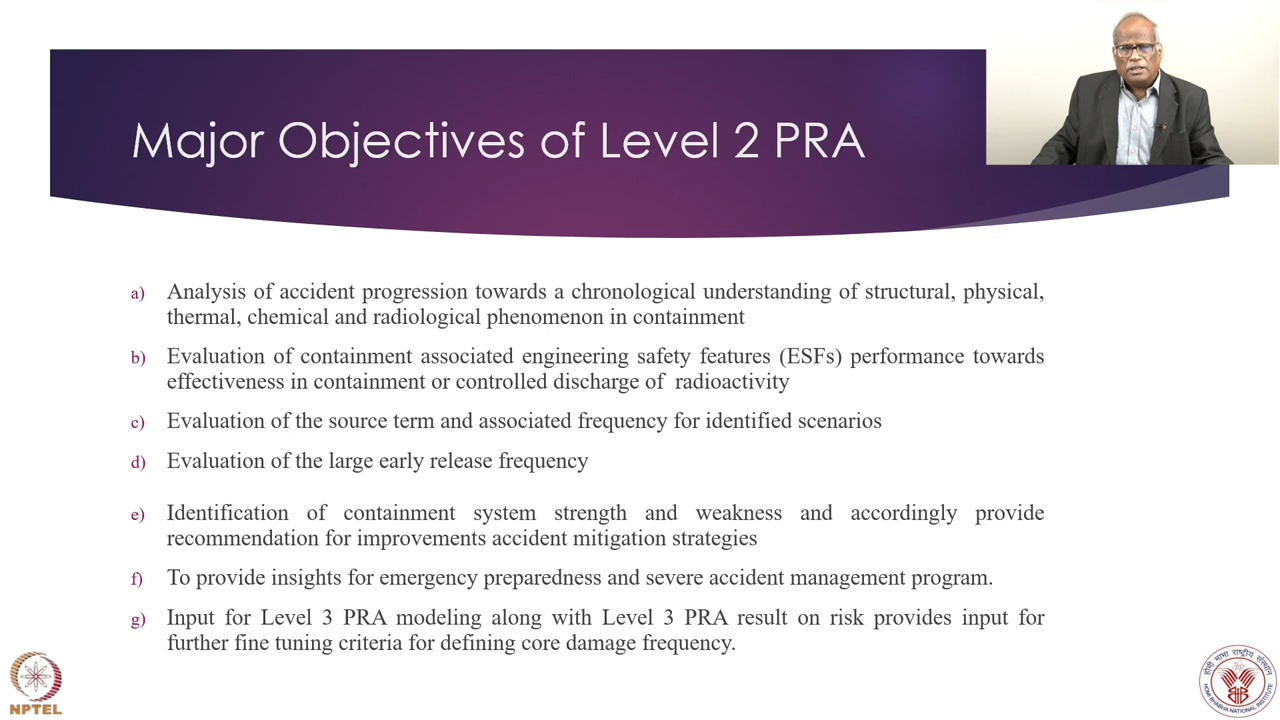 Major Objectives of Level 2 PRA
a) Analysis of accident progression towards a chronological understanding of structural, physical,
thermal, chemical and radiological phenomenon in containment
b) Evaluation of containment associated engineering safety features (ESFs) performance towards
effectiveness in containment or controlled discharge of radioactivity
c) Evaluation of the source term and associated frequency for identified scenarios
d) Evaluation of the large early release frequency
e) Identification of containment system strength and weakness and accordingly provide
recommendation for improvements accident mitigation strategies
f) To provide insights for emergency preparedness and severe accident management program.
g) Input for Level 3 PRA modeling along with Level 3 PRA result on risk provides input for
further fine tuning criteria for defining core damage frequency.
NPTEL
होमी भाभा राष्ट्रीय संस्थान
HOMI BHABHA NATIONAL INSTITUTE